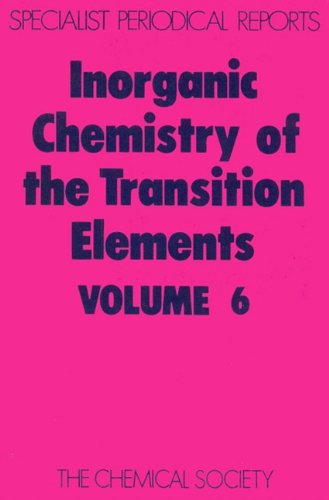 SPECIALIST PERIODICAL REPORTS
Inorganic
Chemistry of
the Transition
Elements
VOLUME 6
THE CHEMICAL SOCIETY